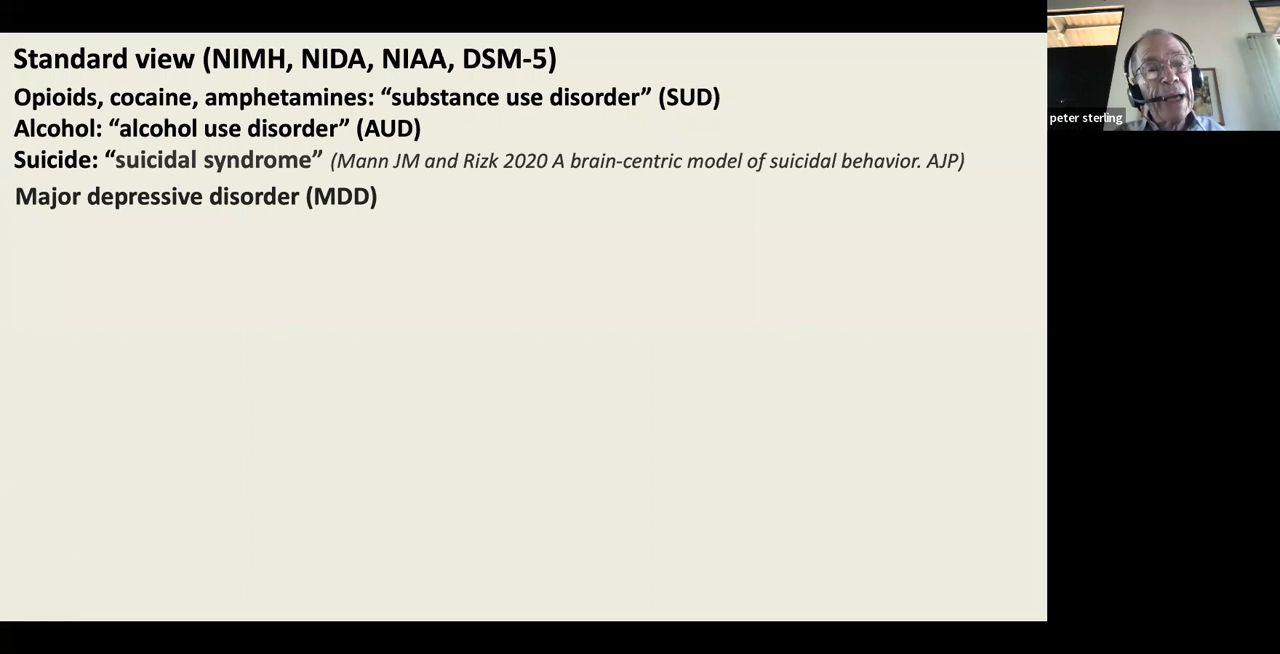 Standard view (NIMH, NIDA, NIAA, DSM-5)
Opioids, cocaine, amphetamines: “substance use disorder” (SUD)
Alcohol: “alcohol use disorder” (AUD)
Suicide: “suicidal syndrome” (Mann JM and Rizk 2020 A brain-centric model of suicidal behavior. AJP)
Major depressive disorder (MDD)
peter sterling